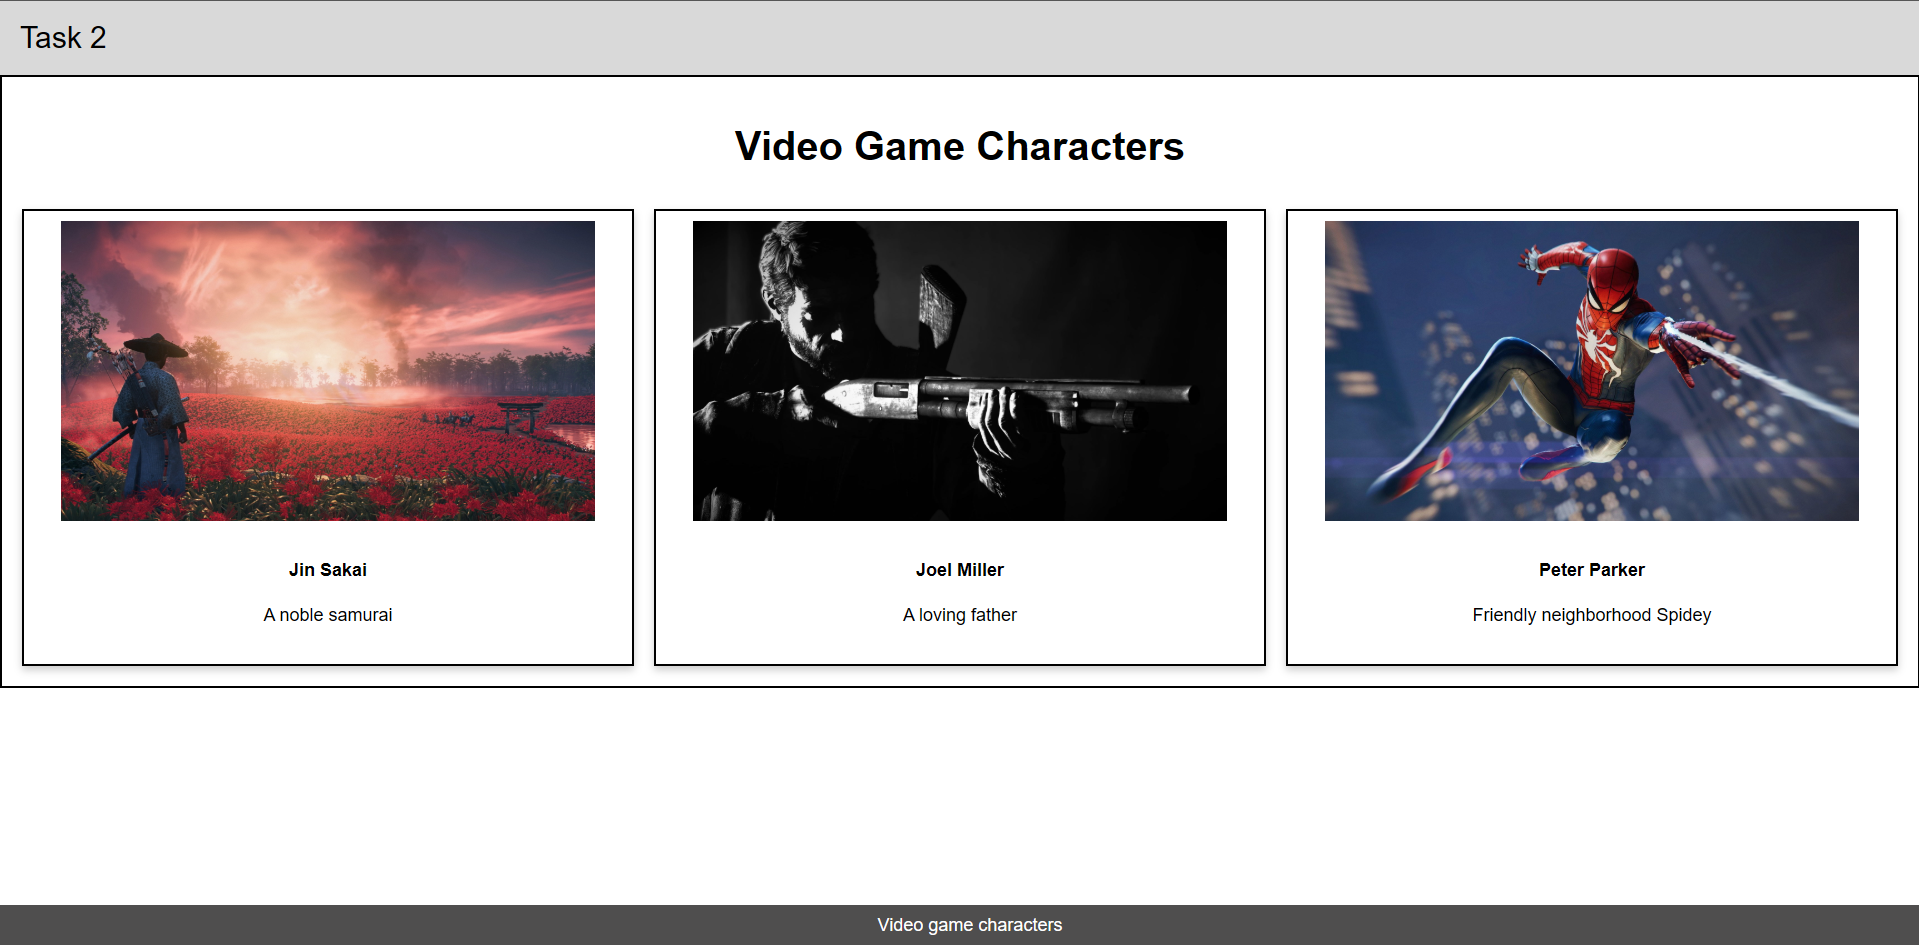 Task 2
Video Game Characters
Jin Sakai
A noble samurai
Joel Miller
A loving father
Peter Parker
Friendly neighborhood Spidey
Video game characters